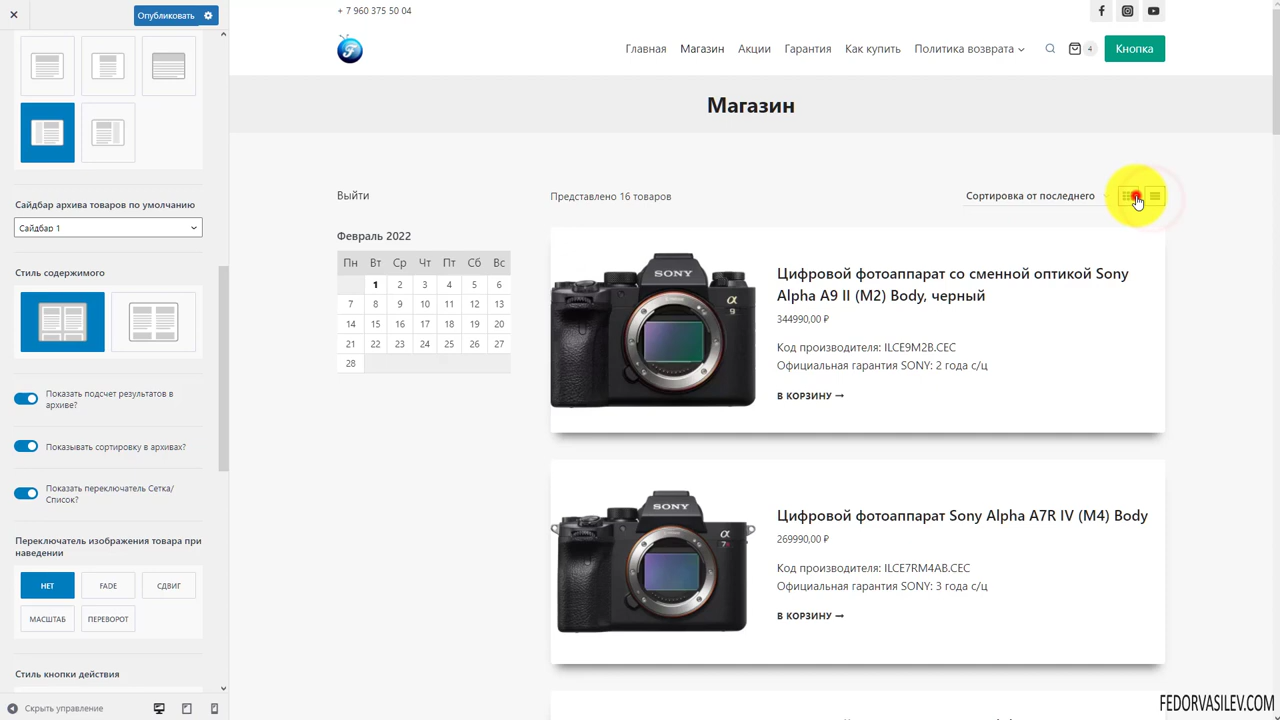 Опубликовать
Сайдбар архива товаров по умолчанию
Сайдбар 1
Стиль содержимого
Показать подсчет результатов в
архиве?
Показывать сортировку в архивах?
Показать переключатель Сетка/
Список?
Переключатель изображения товара при
наведении
НЕТ FADE СДВИГ
МАСШТАБ ПЕРЕВОРОТ
Стиль кнопки действия
Скрыть управление
+ 7 960 375 50 04
Главная Магазин Акции Гарантия Как купить Политика возврата 4 Кнопка
Магазин
Выйти
Февраль 2022
Пн Вт Ср Чт Пт Сб Вс
1 2 3 4 5 6
7 8 9 10 11 12 13
14 15 16 17 18 19 20
21 22 23 24 25 26 27
28
Представлено 16 товаров
Сортировка от последнего
SONY
α
9
Цифровой фотоаппарат со сменной оптикой Sony
Alpha A9 II (M2) Body, черный
344990,00 ₽
Код производителя: ILCE9M2B.CEC
Официальная гарантия SONY: 2 года с/ц
В КОРЗИНУ →
SONY
α
Цифровой фотоаппарат Sony Alpha A7R IV (M4) Body
269990,00 ₽
Код производителя: ILCE7RM4AB.CEC
Официальная гарантия SONY: 3 года с/ц
В КОРЗИНУ →
FEDORVASILEV.COM